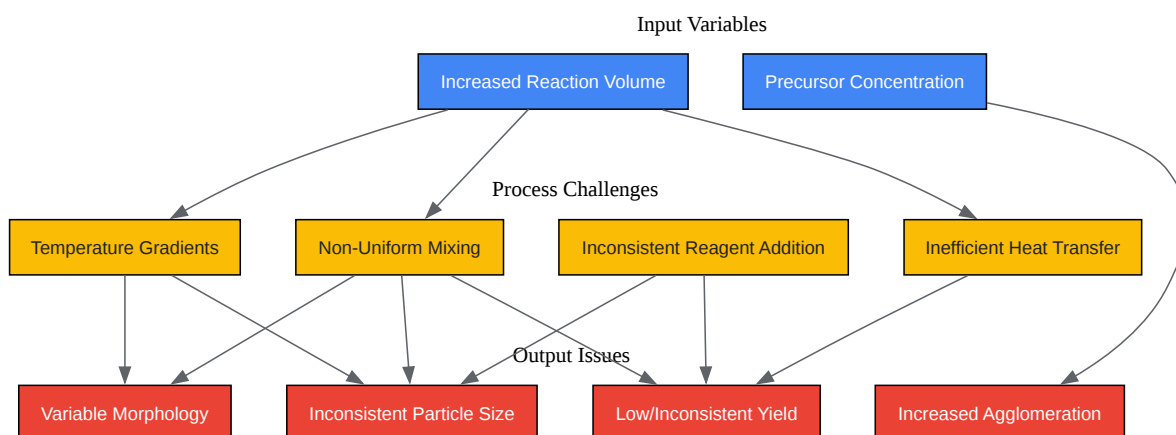 Input Variables
Increased Reaction Volume
Precursor Concentration
Process Challenges
Temperature Gradients
Non-Uniform Mixing
Inconsistent Reagent Addition
Inefficient Heat Transfer
Output Issues
Variable Morphology
Inconsistent Particle Size
Low/Inconsistent Yield
Increased Agglomeration